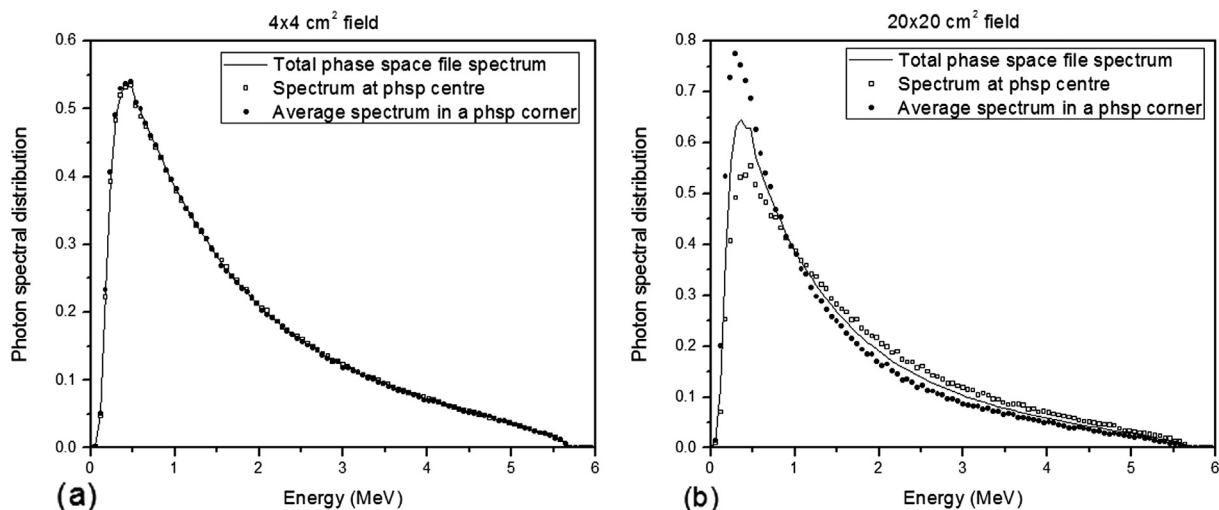 4x4 cm² field
0.6
0.5
0.4
0.3
0.2
0.1
0.0
Photon spectral distribution
Total phase space file spectrum
Spectrum at phsp centre
Average spectrum in a phsp corner
0 1 2 3 4 5 6
Energy (MeV)
(a)
20x20 cm² field
0.8
0.7
0.6
0.5
0.4
0.3
0.2
0.1
0.0
Photon spectral distribution
Total phase space file spectrum
Spectrum at phsp centre
Average spectrum in a phsp corner
0 1 2 3 4 5 6
Energy (MeV)
(b)